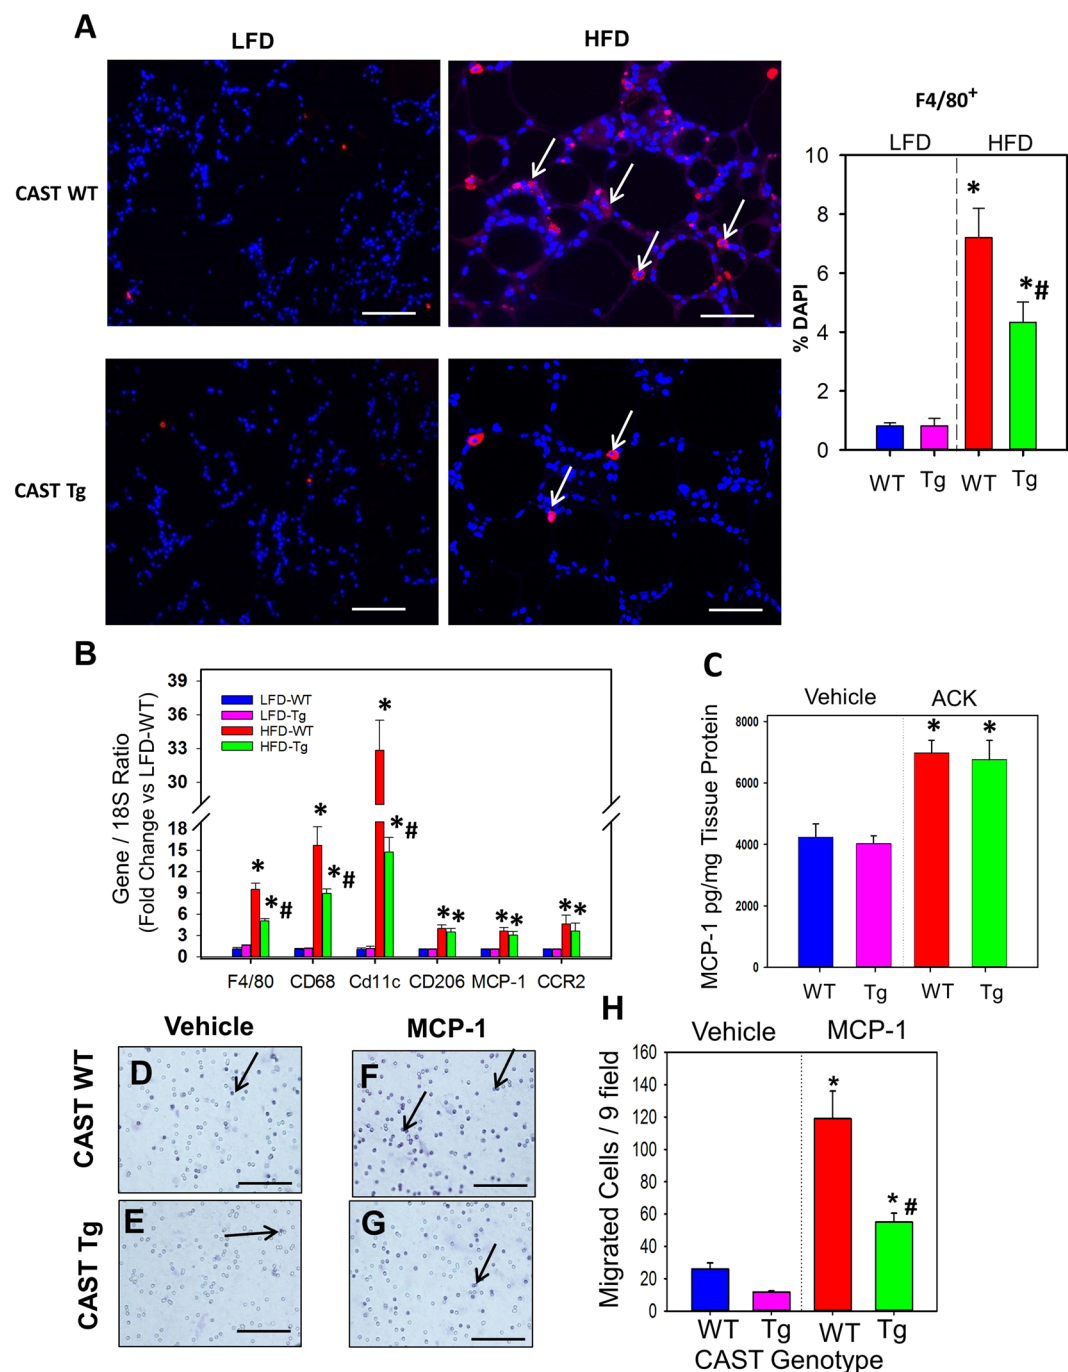 A
LFD
HFD
CAST WT
CAST Tg
F4/80+
LFD
HFD
% DAPI
10
8
6
4
2
0
*
*#
WT
Tg
WT
Tg
B
Gene / 18S Ratio
(Fold Change vs LFD-WT)
39
36
33
30
18
15
12
9
6
3
0
LFD-WT
LFD-Tg
HFD-WT
HFD-Tg
*
*#
*
*#
*
*#
**
**
**
F4/80
CD68
Cd11c
CD206
MCP-1
CCR2
C
Vehicle
ACK
MCP-1 pg/mg Tissue Protein
8000
6000
4000
2000
0
*
*
WT
Tg
WT
Tg
Vehicle
MCP-1
CAST WT
CAST Tg
D
F
E
G
H
Vehicle
MCP-1
Migrated Cells / 9 field
160
140
120
100
80
60
40
20
0
*
*#
WT
Tg
WT
Tg
CAST Genotype